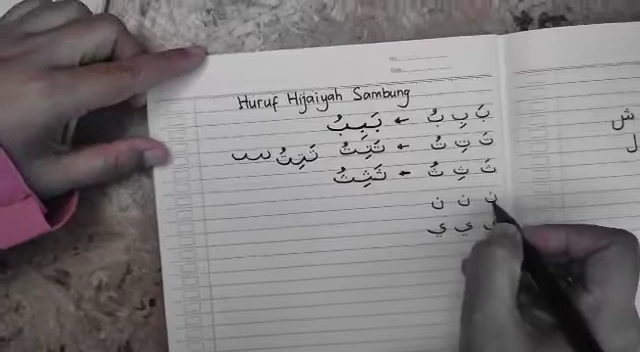 Huruf Hijaiyah Sambung
بَ بِ بُ ← بَبِبُ
تَ تِ تُ ← تَتِتُ تَتِتُ
ثَ ثِ ثُ ← ثَثِثُ
ن ن ن
ي ي ي
ش
ل